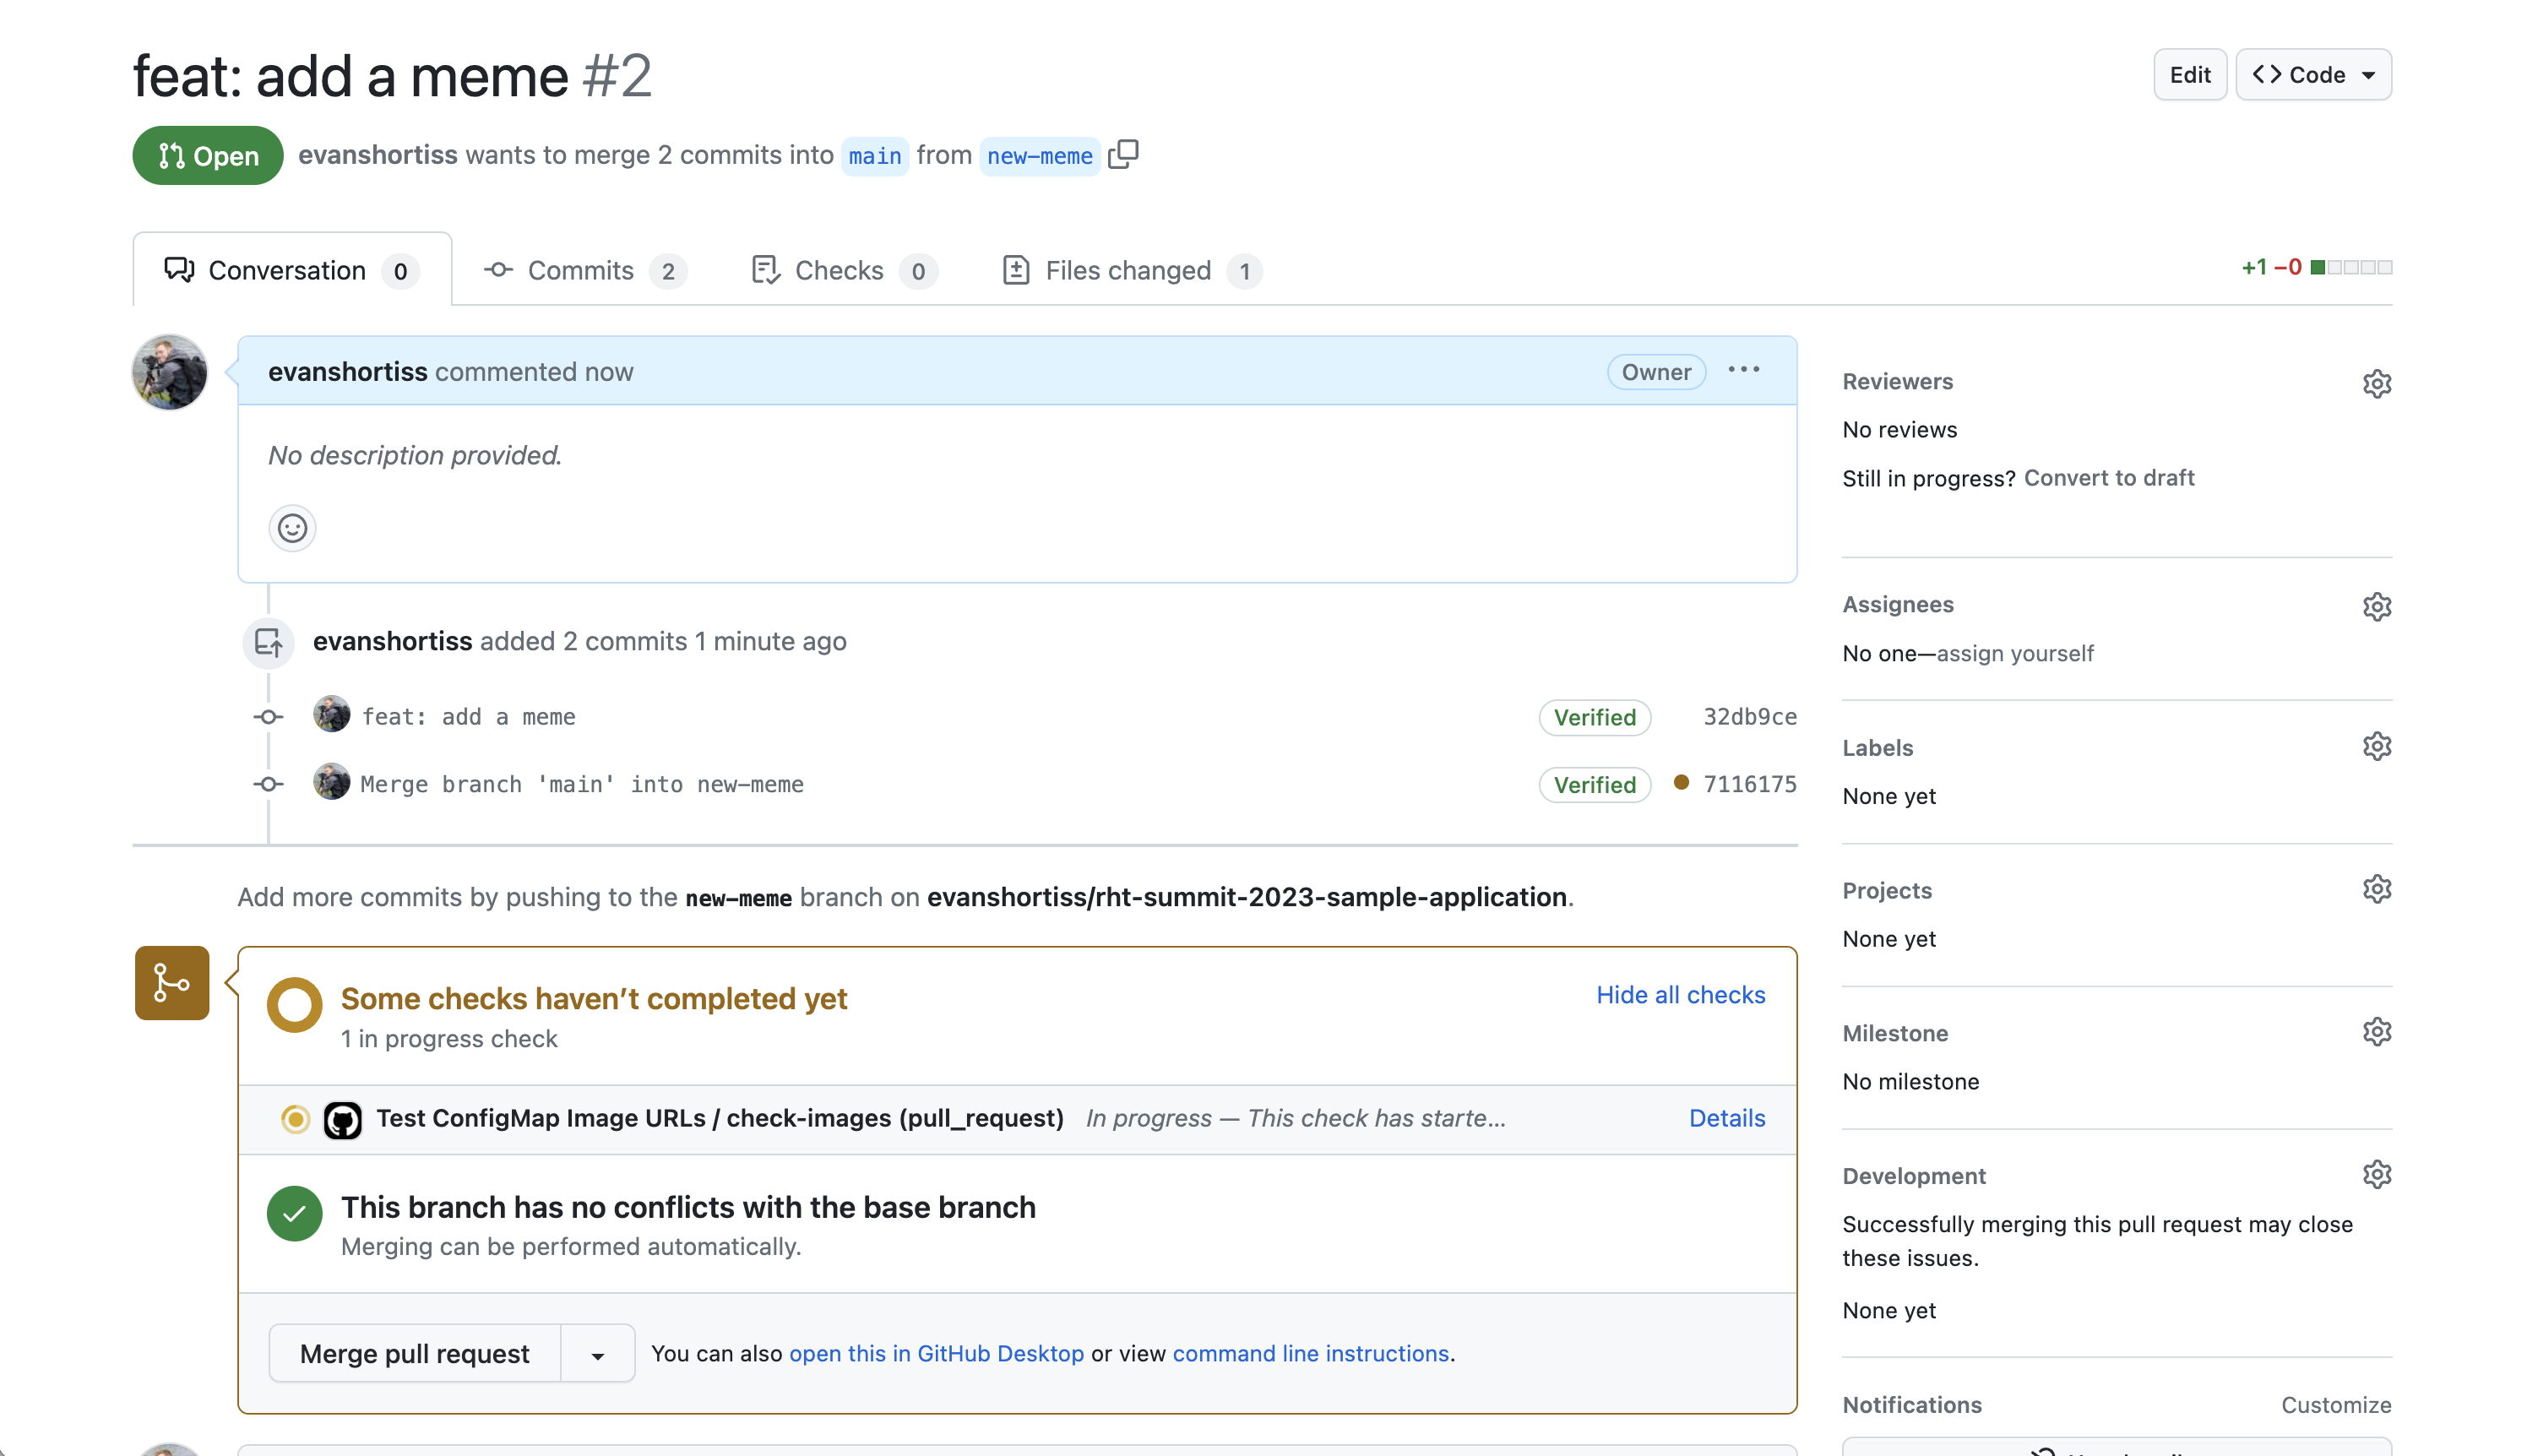 feat: add a meme #2
Edit
Code
Open
evanshortiss wants to merge 2 commits into main from new-meme
Conversation 0
Commits 2
Checks 0
Files changed 1
+1 −0
evanshortiss commented now
Owner
No description provided.
evanshortiss added 2 commits 1 minute ago
feat: add a meme
Verified
32db9ce
Merge branch 'main' into new-meme
Verified
7116175
Add more commits by pushing to the new-meme branch on evanshortiss/rht-summit-2023-sample-application.
Some checks haven’t completed yet
1 in progress check
Hide all checks
Test ConfigMap Image URLs / check-images (pull_request) In progress — This check has starte...
Details
This branch has no conflicts with the base branch
Merging can be performed automatically.
Merge pull request
You can also open this in GitHub Desktop or view command line instructions.
Reviewers
No reviews
Still in progress? Convert to draft
Assignees
No one—assign yourself
Labels
None yet
Projects
None yet
Milestone
No milestone
Development
Successfully merging this pull request may close
these issues.
None yet
Notifications
Customize